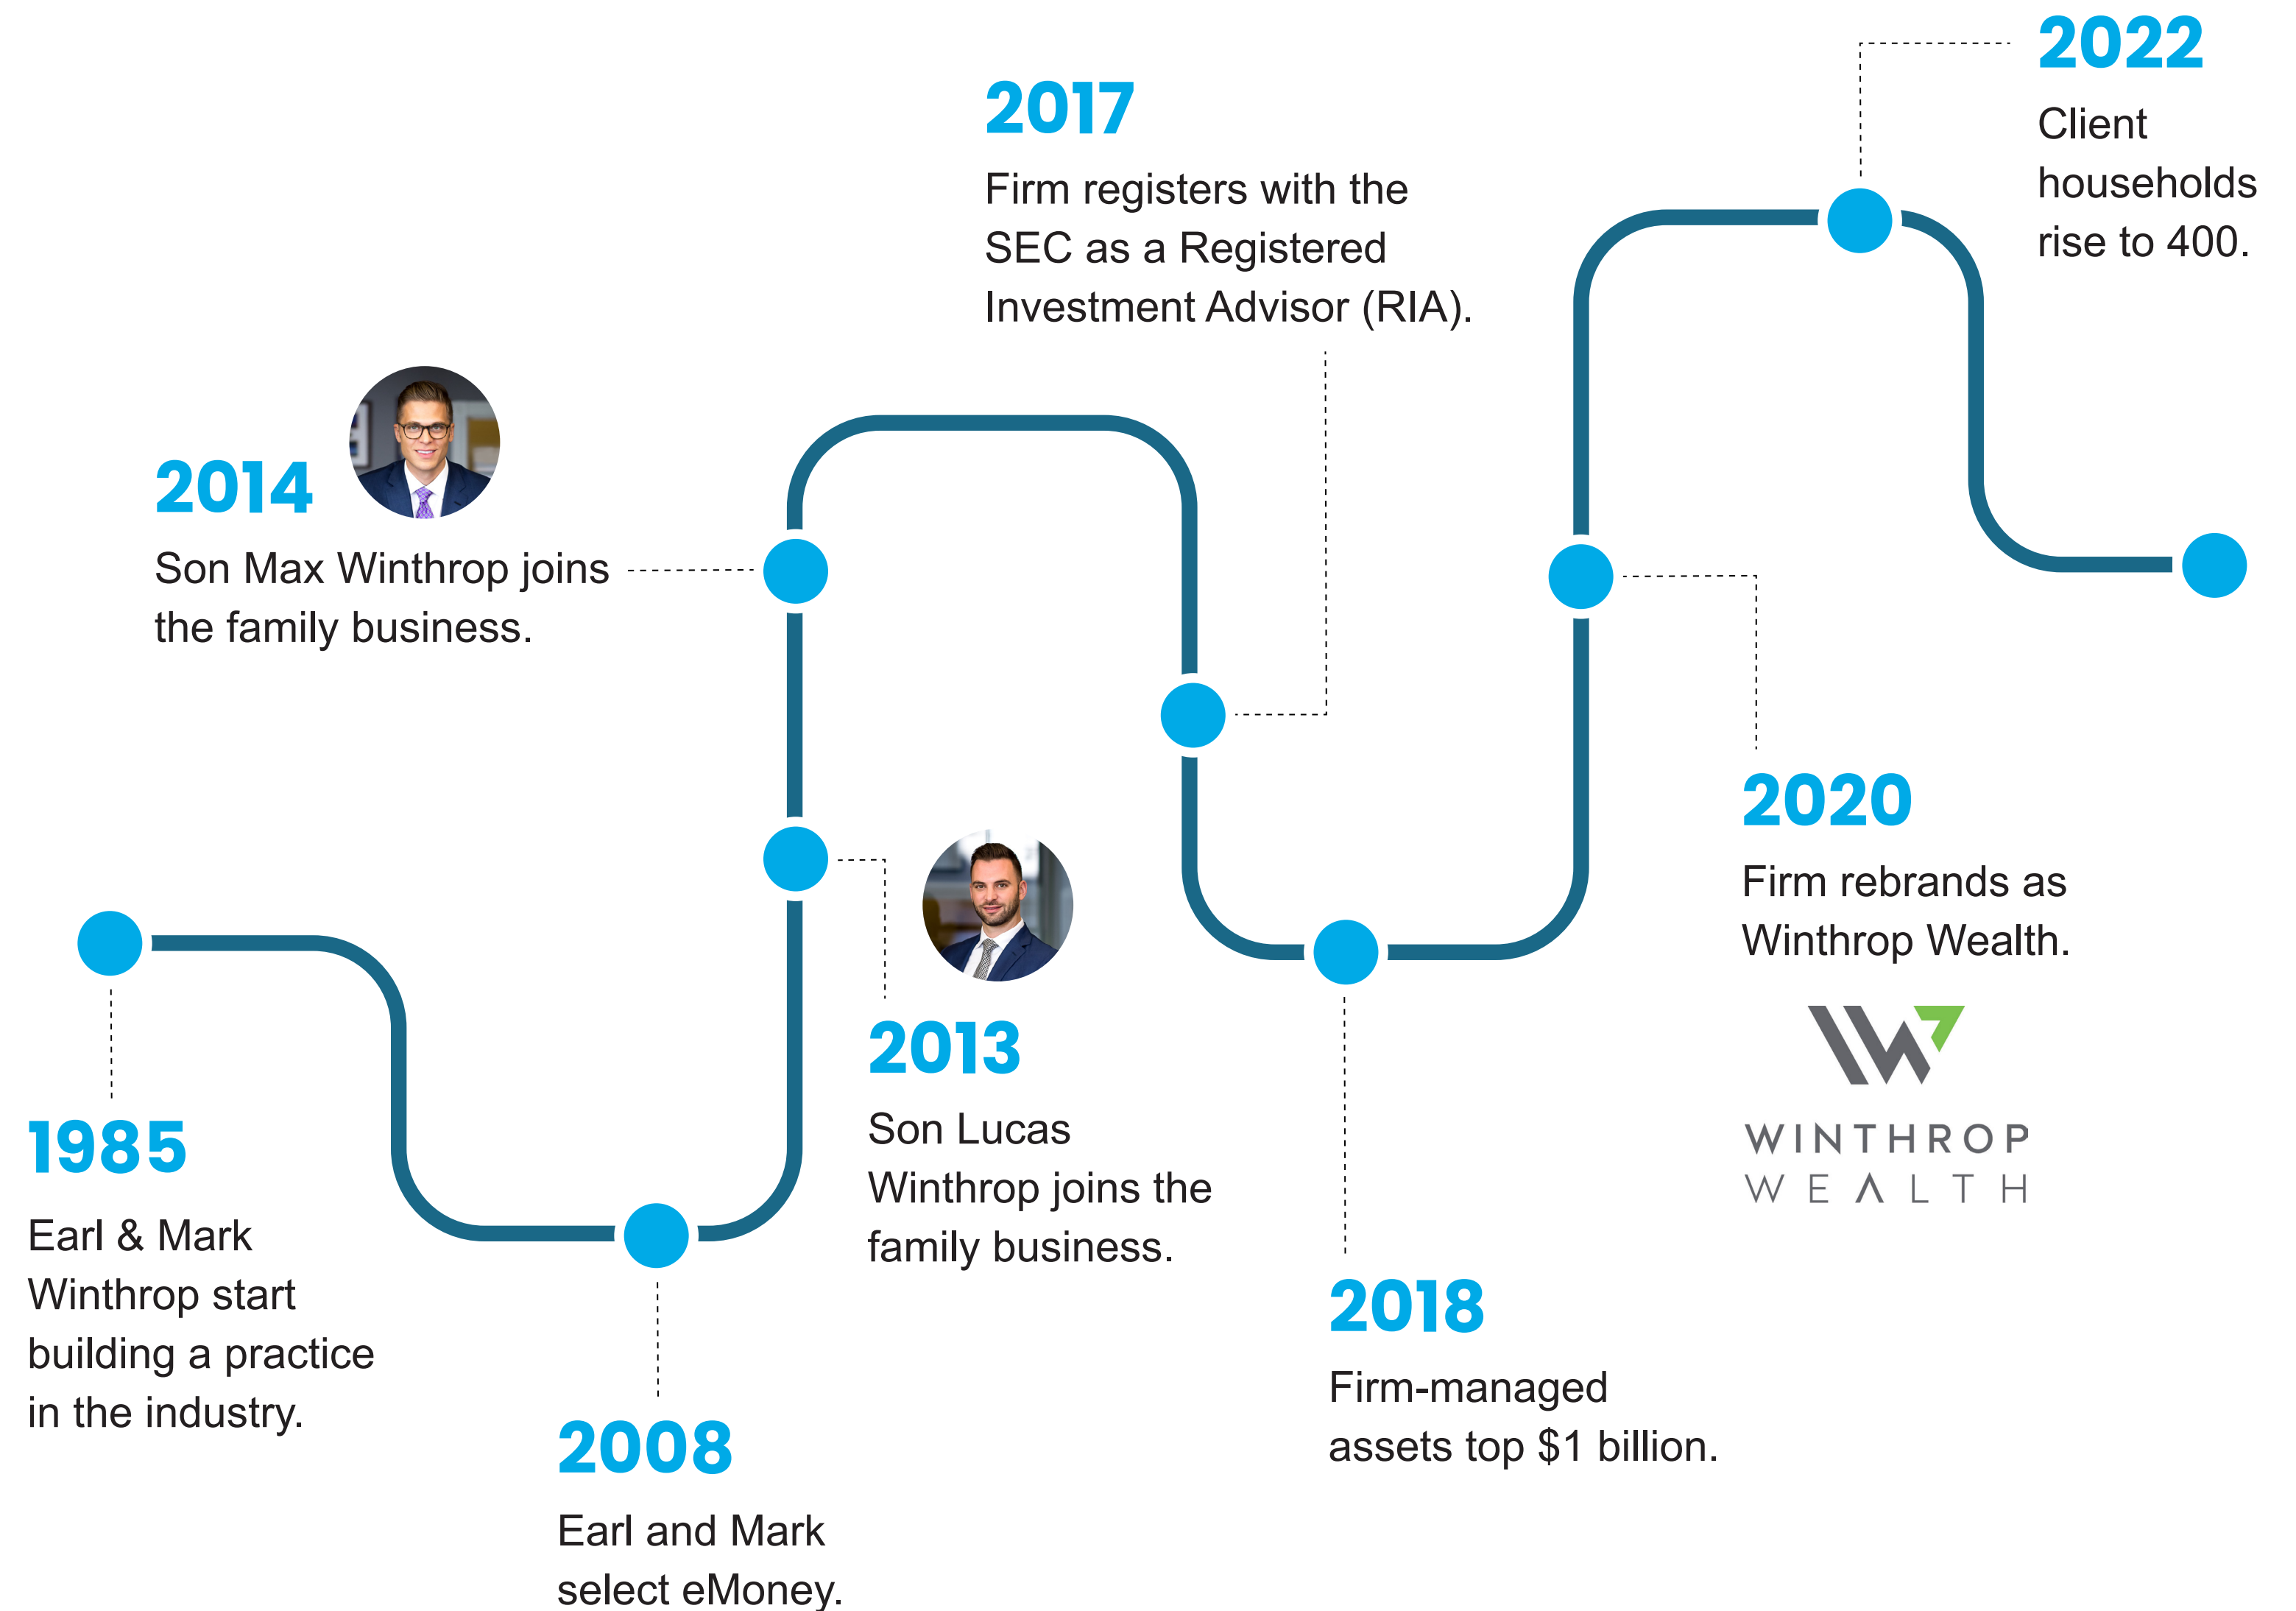 1985
Earl & Mark
Winthrop start
building a practice
in the industry.
2008
Earl and Mark
select eMoney.
2013
Son Lucas
Winthrop joins the
family business.
2014
Son Max Winthrop joins
the family business.
2017
Firm registers with the
SEC as a Registered
Investment Advisor (RIA).
2018
Firm-managed
assets top $1 billion.
2020
Firm rebrands as
Winthrop Wealth.
WINTHROP
WEALTH
2022
Client
households
rise to 400.